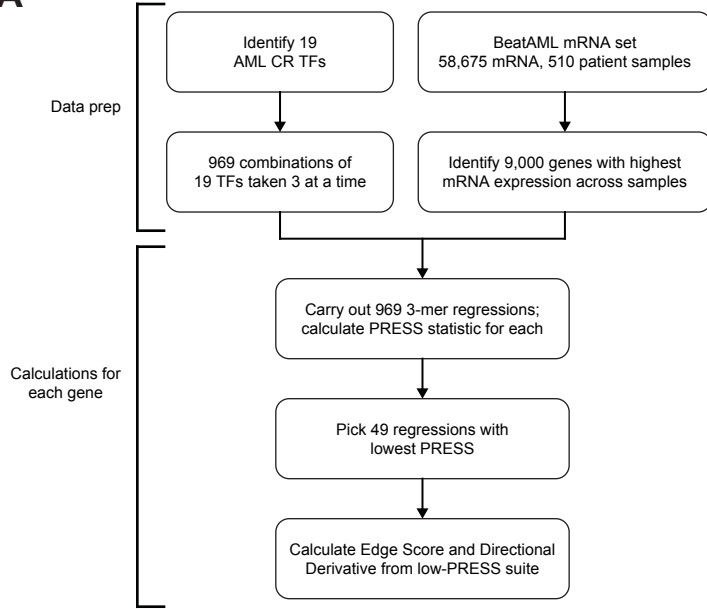 A
Data prep
Identify 19
AML CR TFs
BeatAML mRNA set
58,675 mRNA, 510 patient samples
969 combinations of
19 TFs taken 3 at a time
Identify 9,000 genes with highest
mRNA expression across samples
Calculations for
each gene
Carry out 969 3-mer regressions;
calculate PRESS statistic for each
Pick 49 regressions with
lowest PRESS
Calculate Edge Score and Directional
Derivative from low-PRESS suite